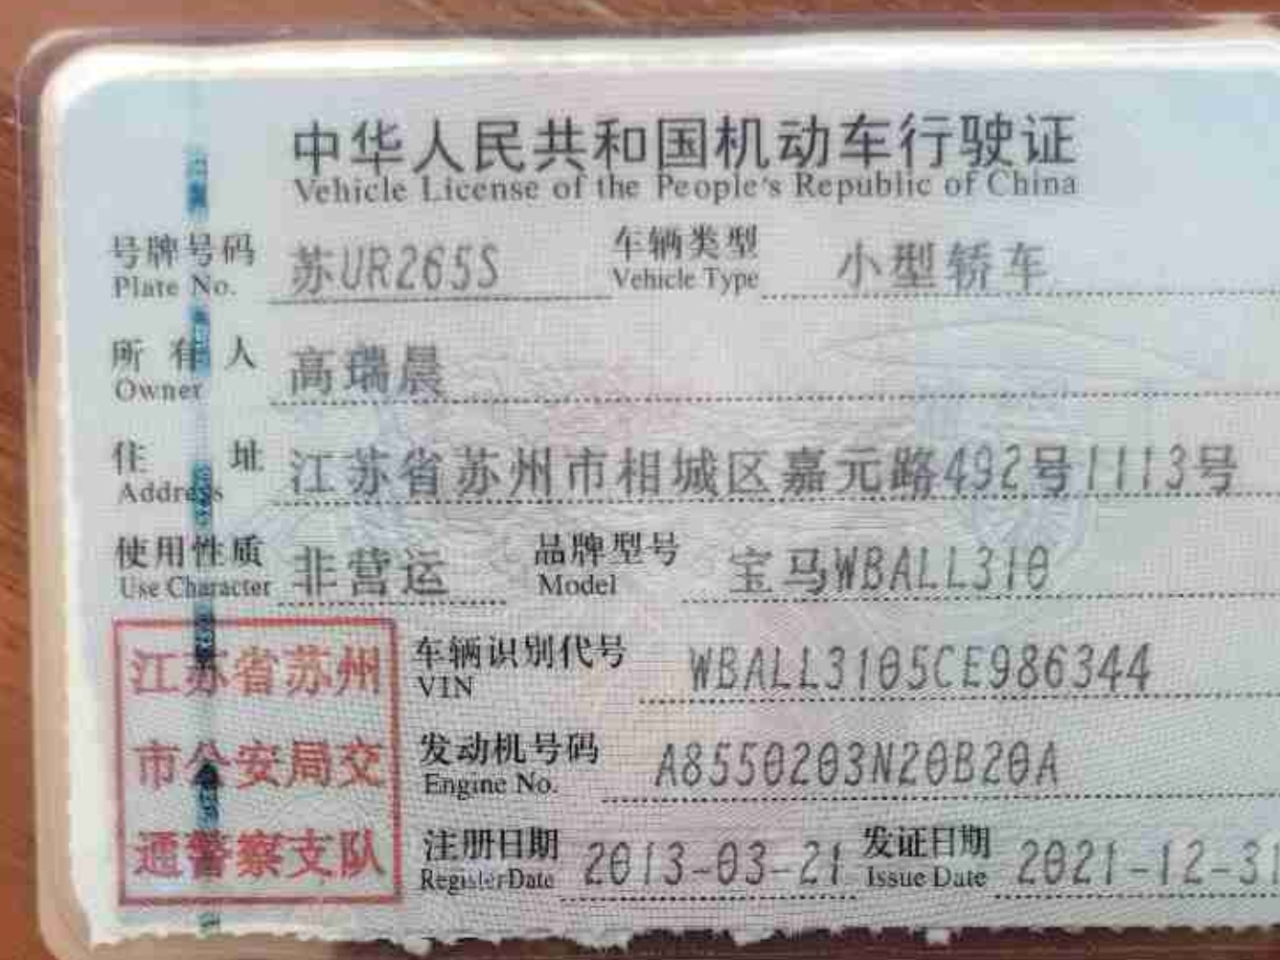 中华人民共和国机动车行驶证
Vehicle License of the People's Republic of China
号牌号码 苏UR265S 车辆类型 小型轿车
Plate No. Vehicle Type
所有人 高瑞晨
Owner
住址 江苏省苏州市相城区嘉元路492号1113号
Address
使用性质 非营运 品牌型号 宝马WBALL310
Use Character Model
江苏省苏州
市公安局交
通警察支队
车辆识别代号 WBALL3105CE986344
VIN
发动机号码 A8550203N20B20A
Engine No.
注册日期 2013-03-21 发证日期 2021-12-31
Register Date Issue Date